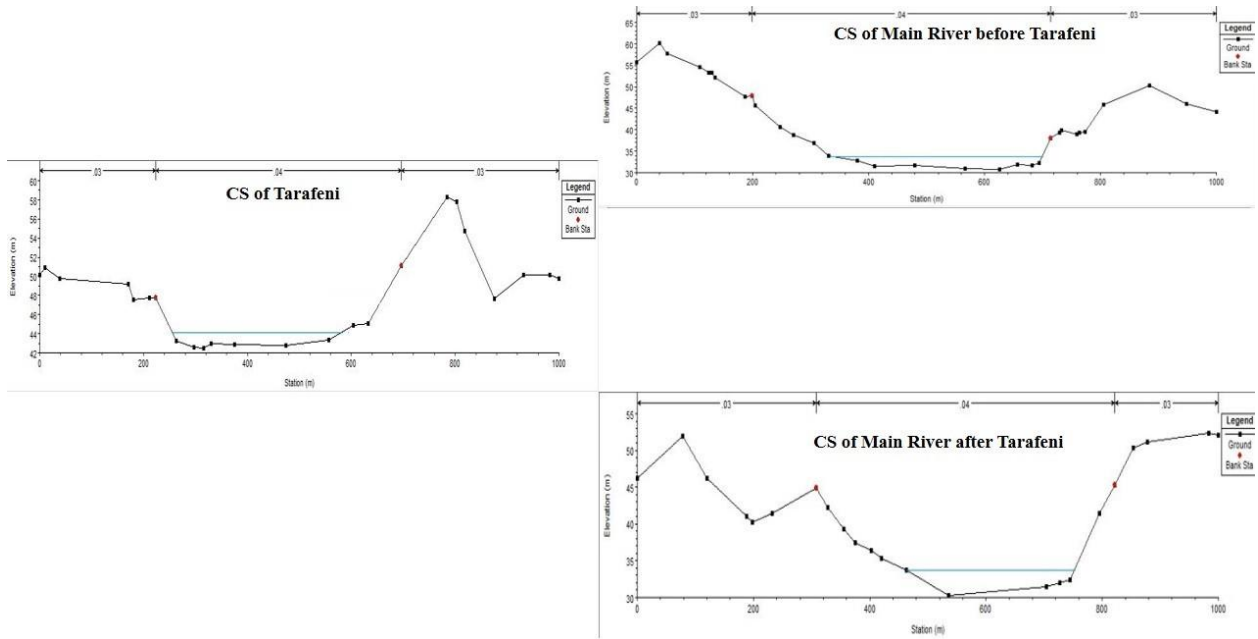 .03
.04
.03
CS of Main River before Tarafeni
Legend
Ground
Bank Sta
Elevation (m)
65
60
55
50
45
40
35
30
0
200
400
600
800
1000
Station (m)
.03
.04
.03
CS of Tarafeni
Legend
Ground
Bank Sta
Elevation (m)
60
58
56
54
52
50
48
46
44
42
0
200
400
600
800
1000
Station (m)
.03
.04
.03
CS of Main River after Tarafeni
Legend
Ground
Bank Sta
Elevation (m)
55
50
45
40
35
30
0
200
400
600
800
1000
Station (m)